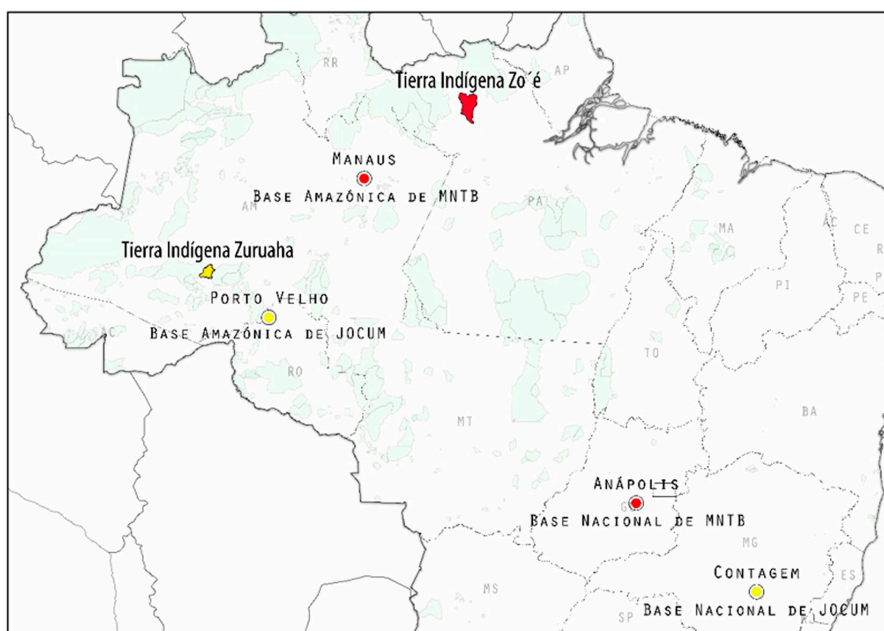 RR
AP
Tierra Indígena Zo é
MANAUS
BASE AMAZÓNICA DE MNTB
AM
PA
MA
AC
CE
R
P
PI
PE
Tierra Indígena Zuruaha
PORTO VELHO
BASE AMAZÓNICA DE JOCUM
AC
RO
TO
MT
BA
ANÁPOLIS
GO
BASE NACIONAL DE MNTB
MG
CONTAGEM
ES
MS
BASE NACIONAL DE JOCUM
SP
RJ